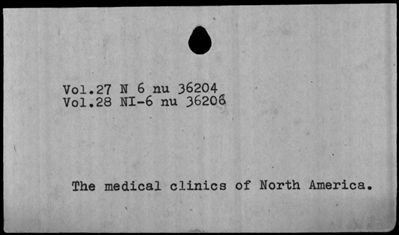 Vol.27 N 6 nu 36204
Vol.28 NI-6 nu 36206
The medical clinics of North America.